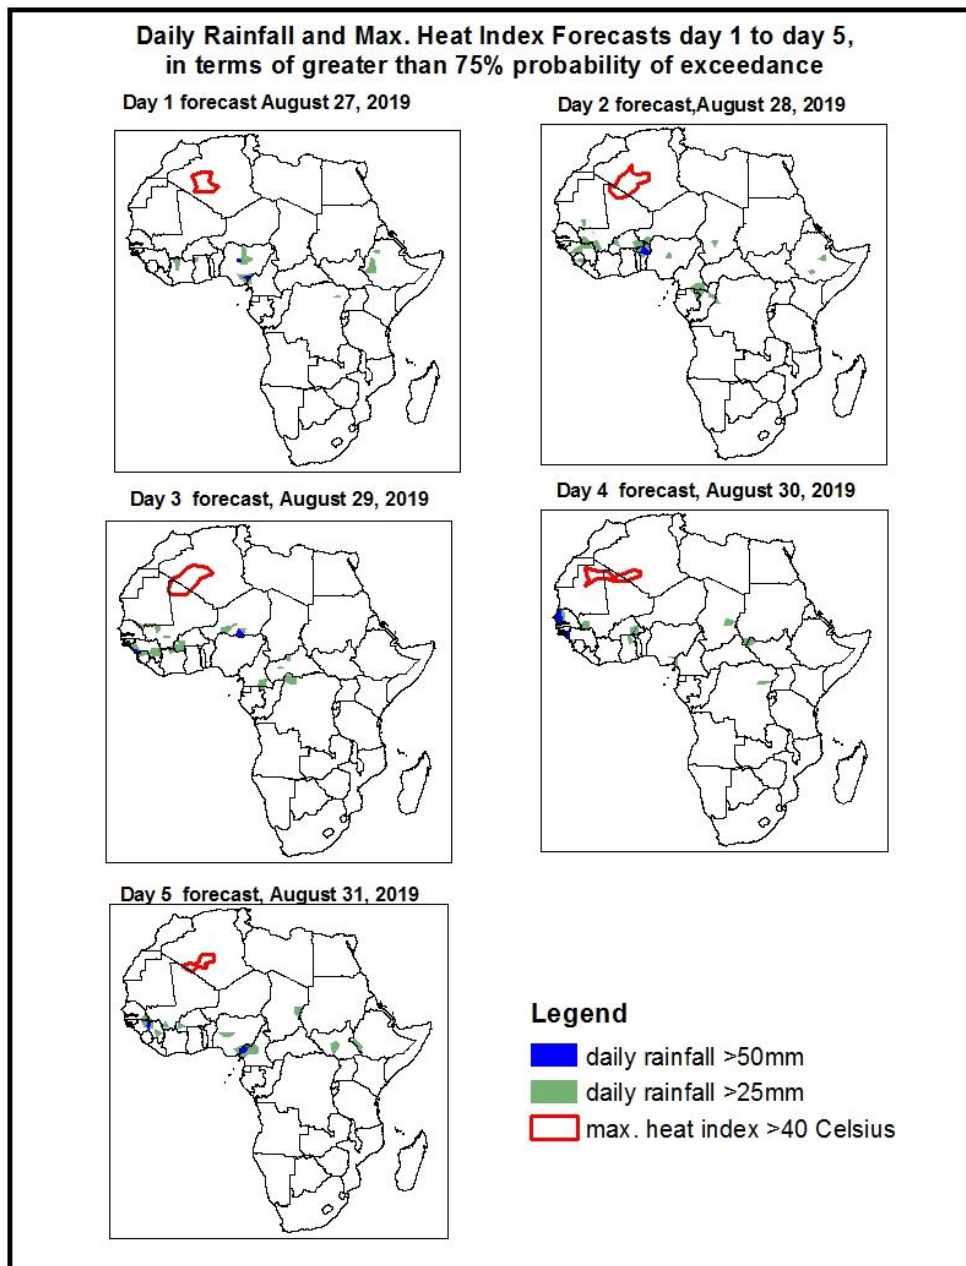 Daily Rainfall and Max. Heat Index Forecasts day 1 to day 5,
in terms of greater than 75% probability of exceedance
Day 1 forecast August 27, 2019
Day 2 forecast,August 28, 2019
Day 3  forecast, August 29, 2019
Day 4  forecast, August 30, 2019
Day 5  forecast, August 31, 2019
Legend
daily rainfall >50mm
daily rainfall >25mm
max. heat index >40 Celsius